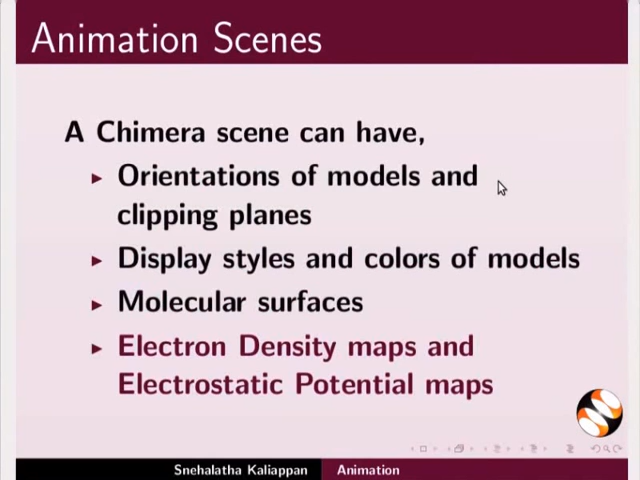 Animation Scenes
A Chimera scene can have,
Orientations of models and
clipping planes
Display styles and colors of models
Molecular surfaces
Electron Density maps and
Electrostatic Potential maps
Snehalatha Kaliappan Animation